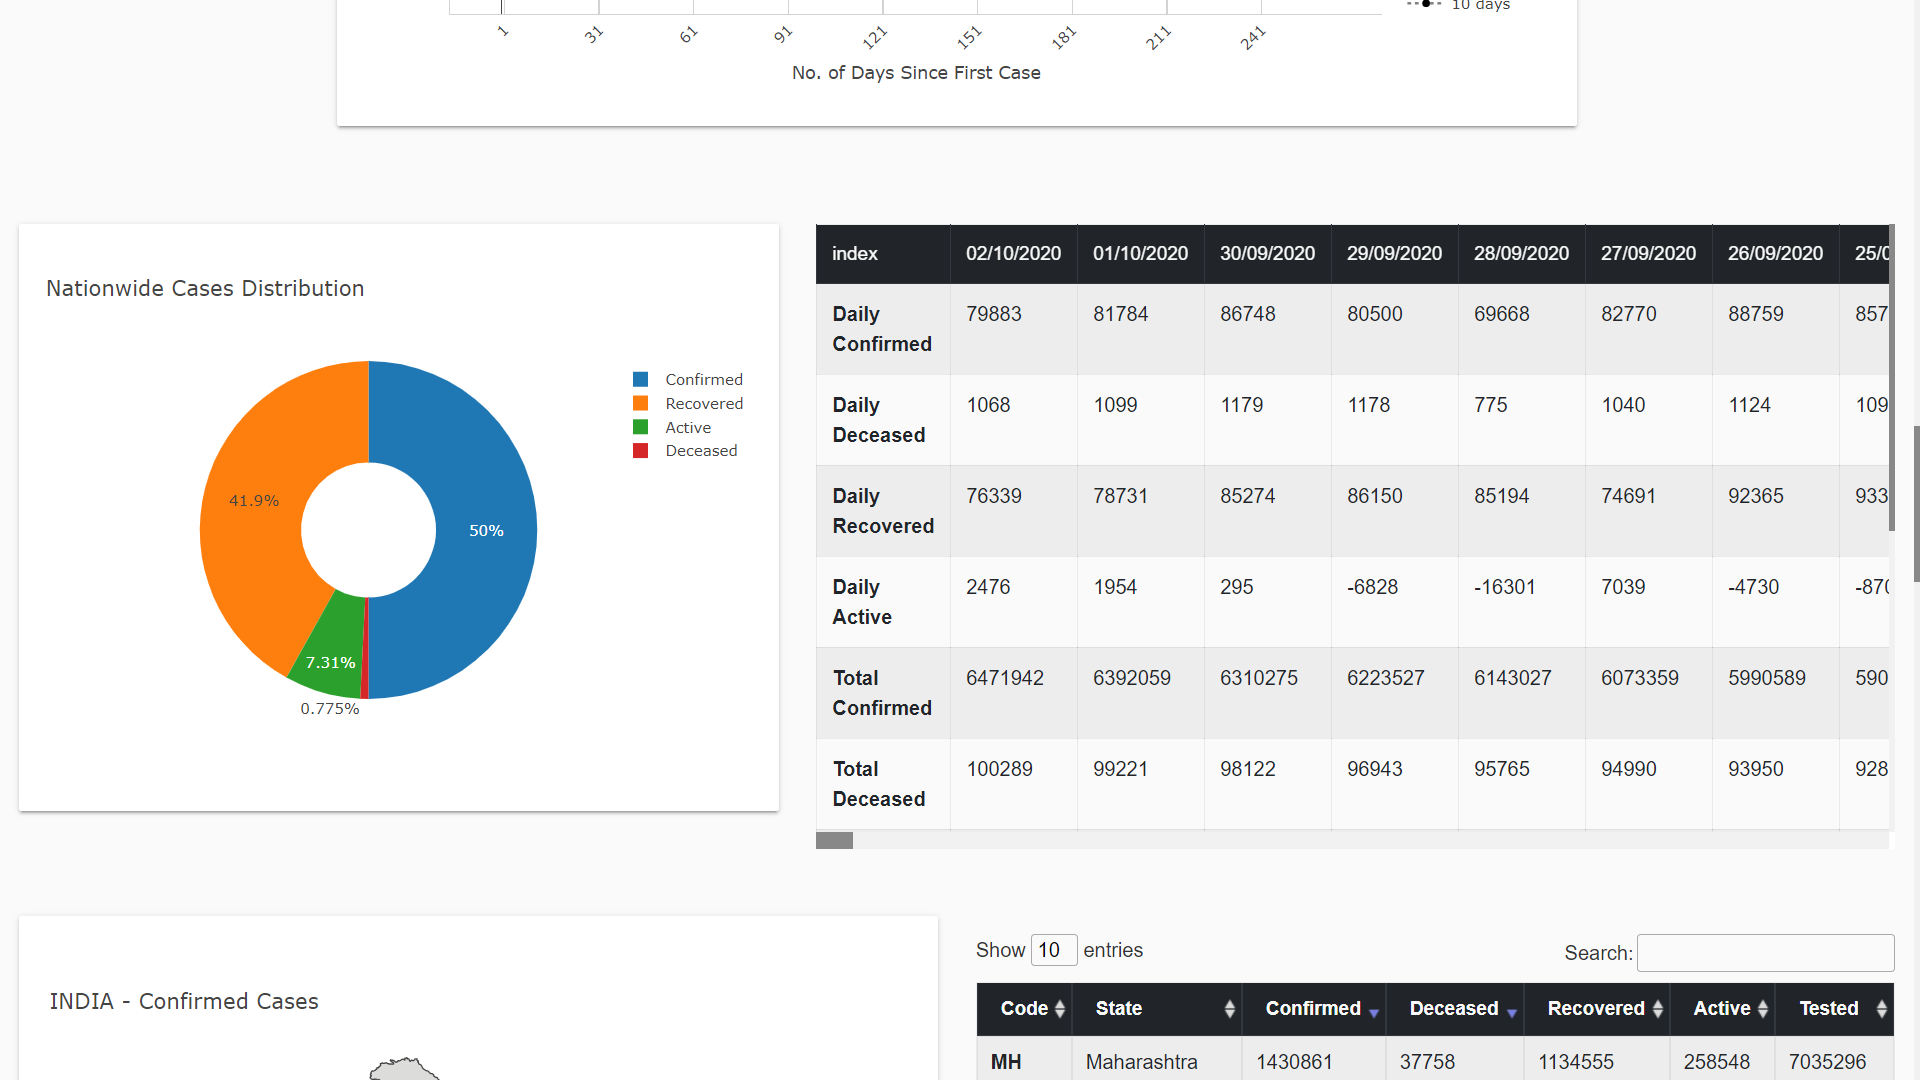 10 days
1 31 61 91 121 151 181 211 241
No. of Days Since First Case
Nationwide Cases Distribution
Confirmed
Recovered
Active
Deceased
41.9%
50%
7.31%
0.775%
index 02/10/2020 01/10/2020 30/09/2020 29/09/2020 28/09/2020 27/09/2020 26/09/2020 25/0
Daily Confirmed 79883 81784 86748 80500 69668 82770 88759 857
Daily Deceased 1068 1099 1179 1178 775 1040 1124 109
Daily Recovered 76339 78731 85274 86150 85194 74691 92365 933
Daily Active 2476 1954 295 -6828 -16301 7039 -4730 -870
Total Confirmed 6471942 6392059 6310275 6223527 6143027 6073359 5990589 590
Total Deceased 100289 99221 98122 96943 95765 94990 93950 928
INDIA - Confirmed Cases
Show 10 entries
Search:
Code State Confirmed Deceased Recovered Active Tested
MH Maharashtra 1430861 37758 1134555 258548 7035296